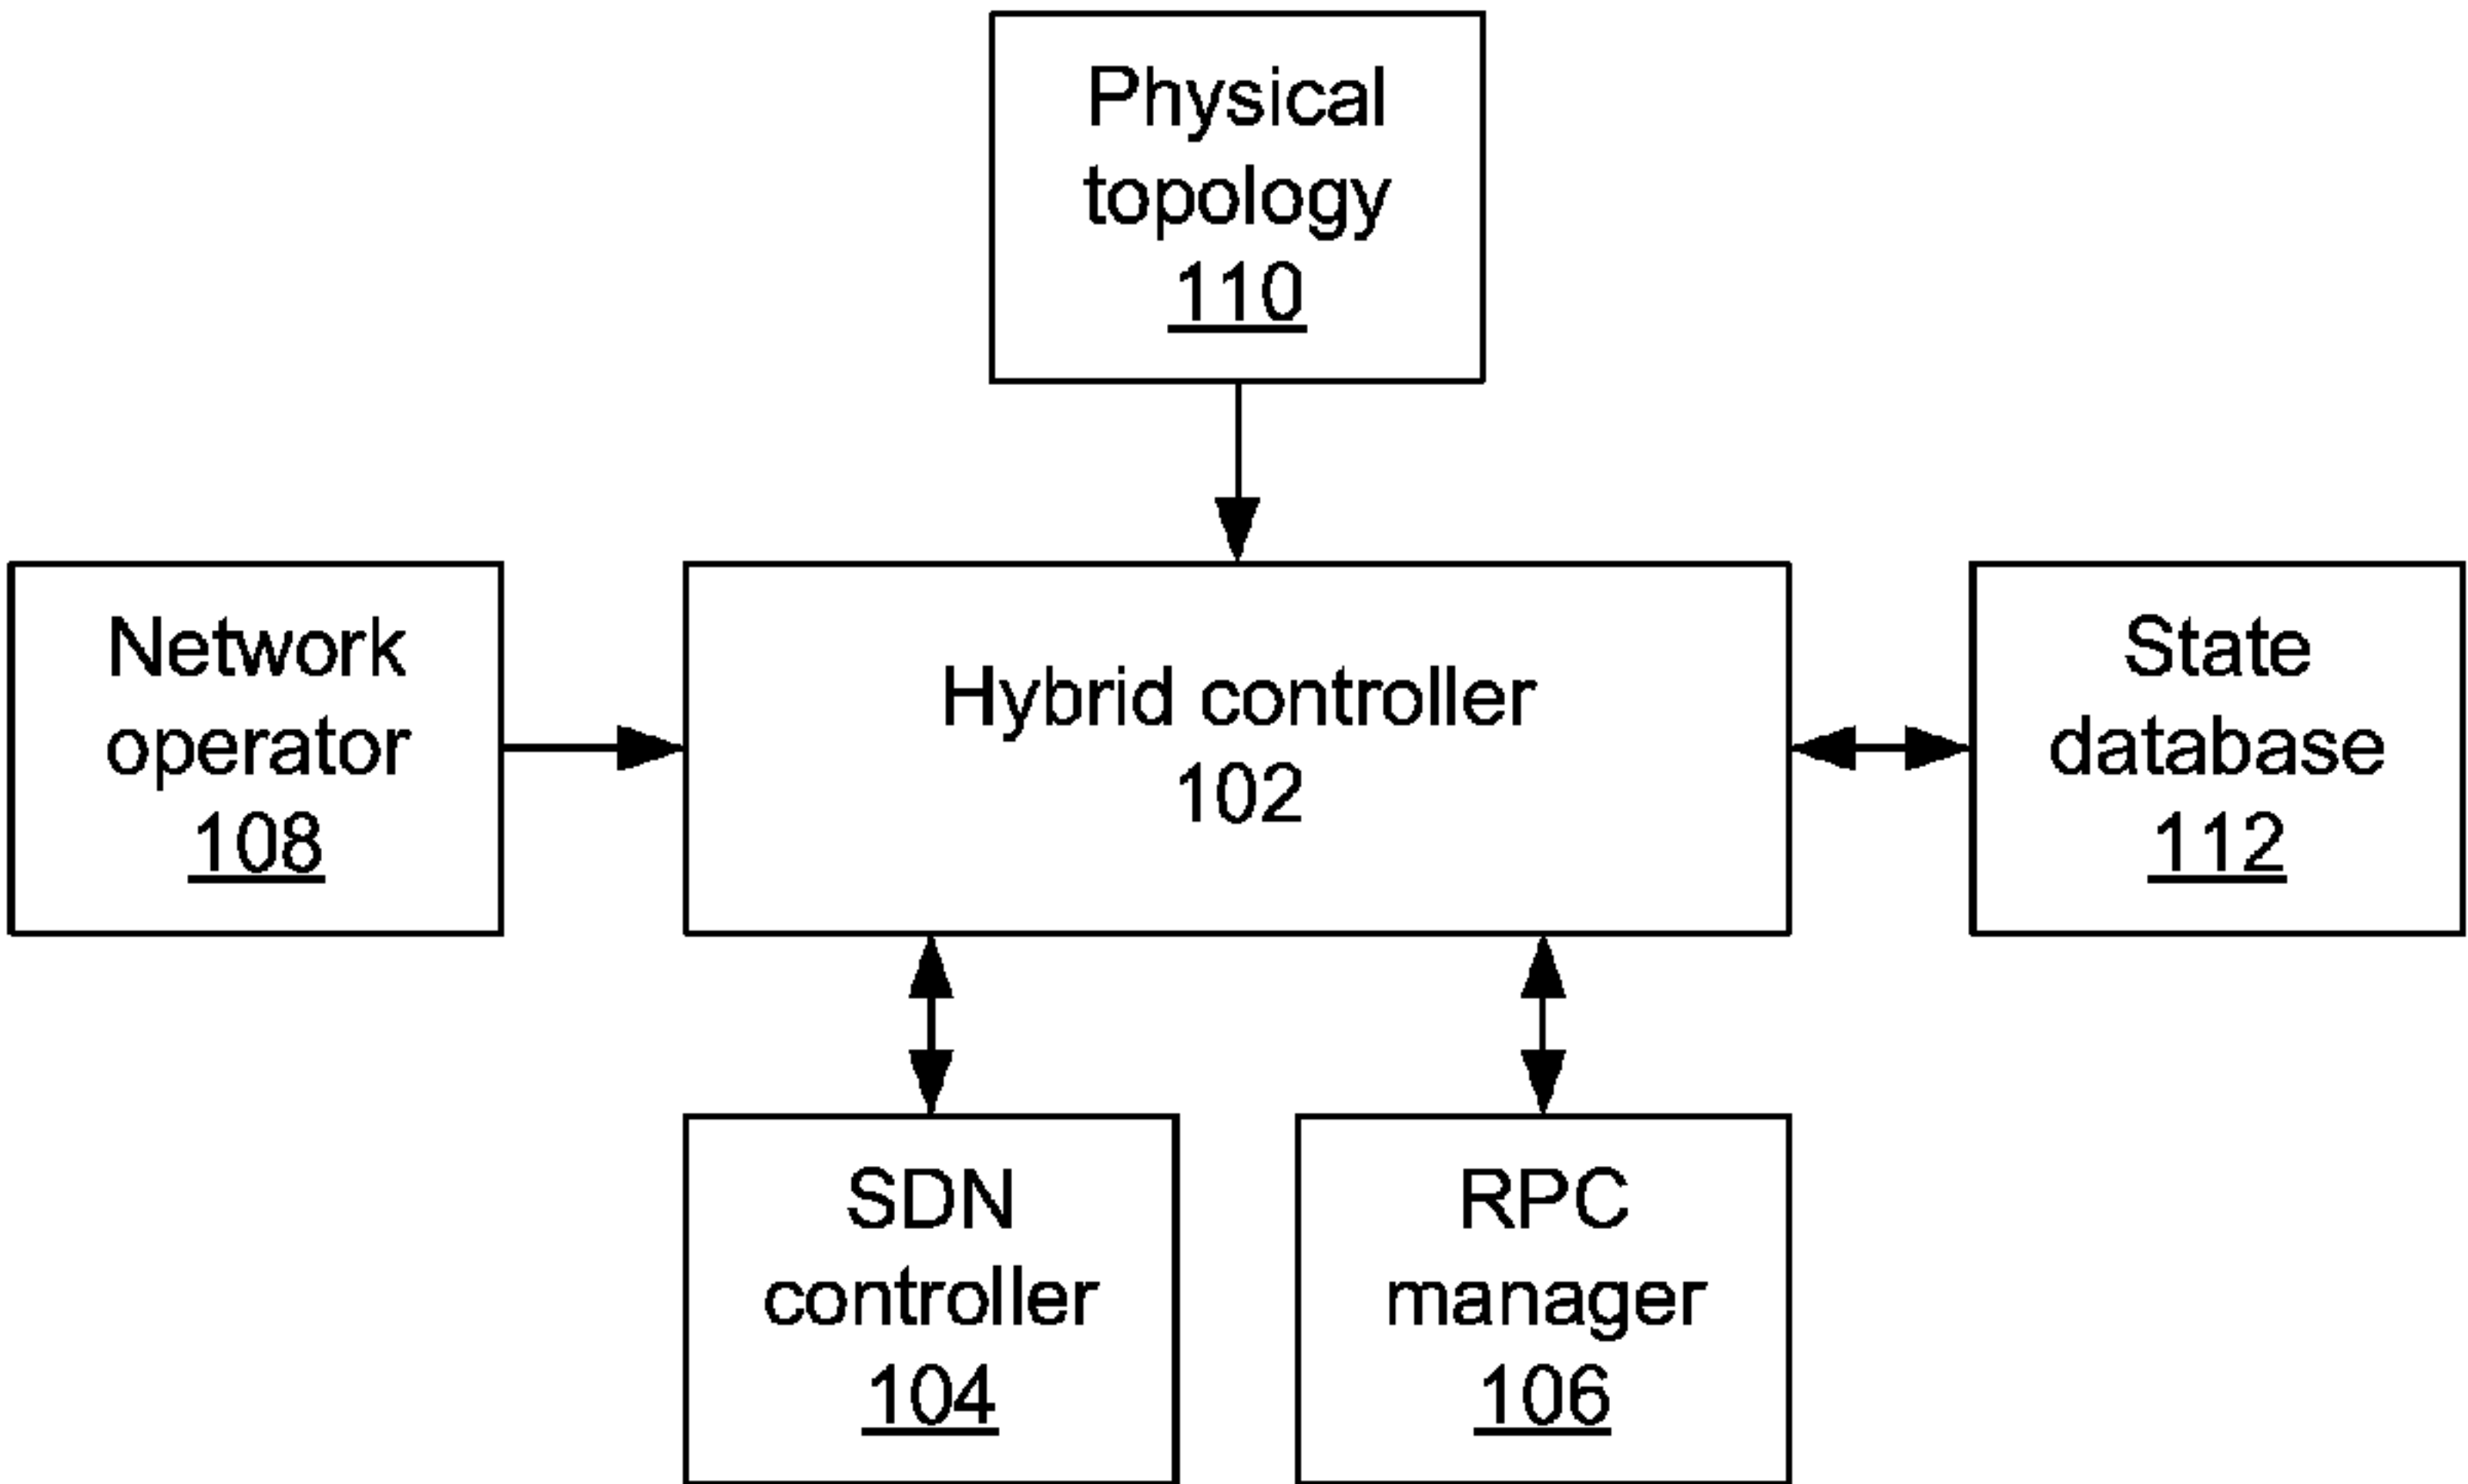 Physical
topology
110
Network
operator
108
Hybrid controller
102
State
database
112
SDN
controller
104
RPC
manager
106